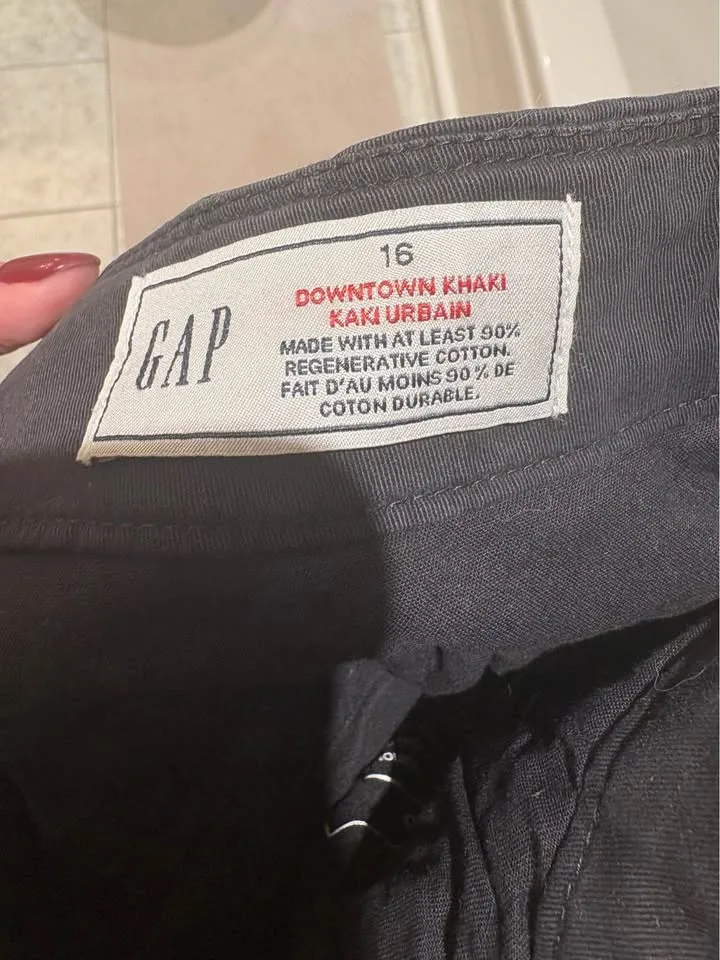 GAP
16
DOWNTOWN KHAKI
KAKI URBAIN
MADE WITH AT LEAST 90%
REGENERATIVE COTTON.
FAIT D'AU MOINS 90 % DE
COTON DURABLE.